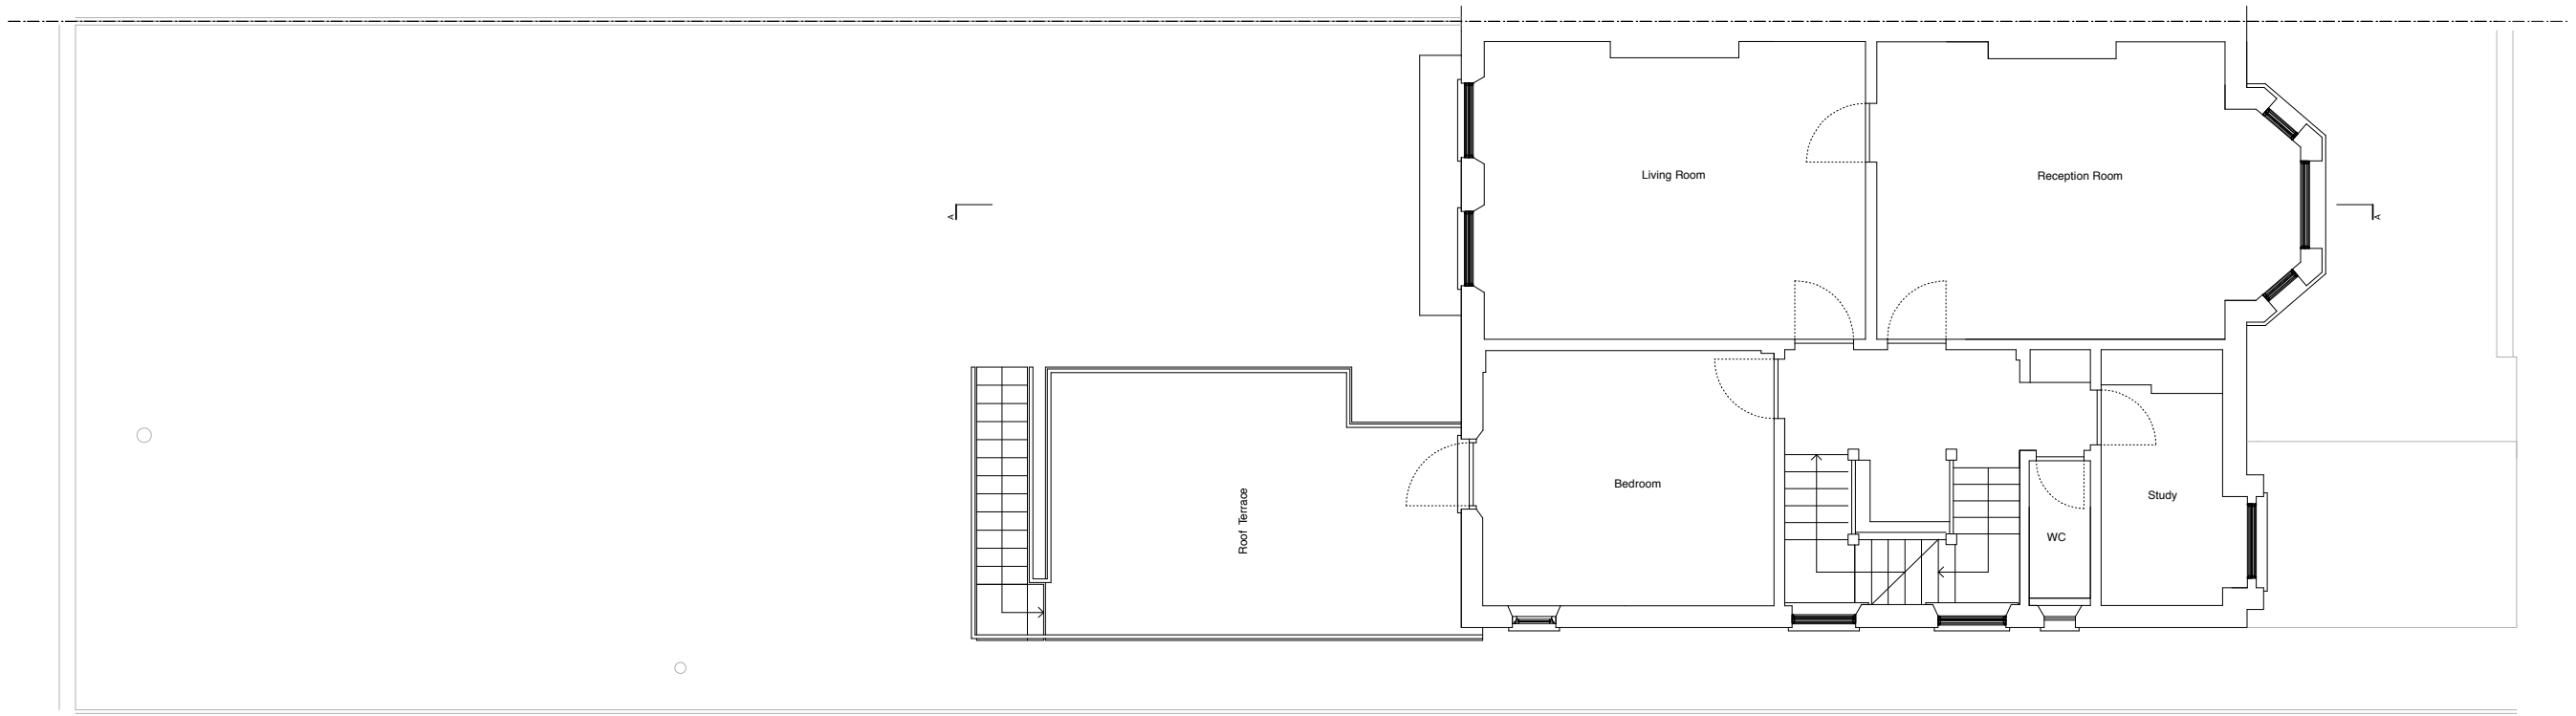 Living Room
Reception Room
A
A
Bedroom
Roof Terrace
Study
WC